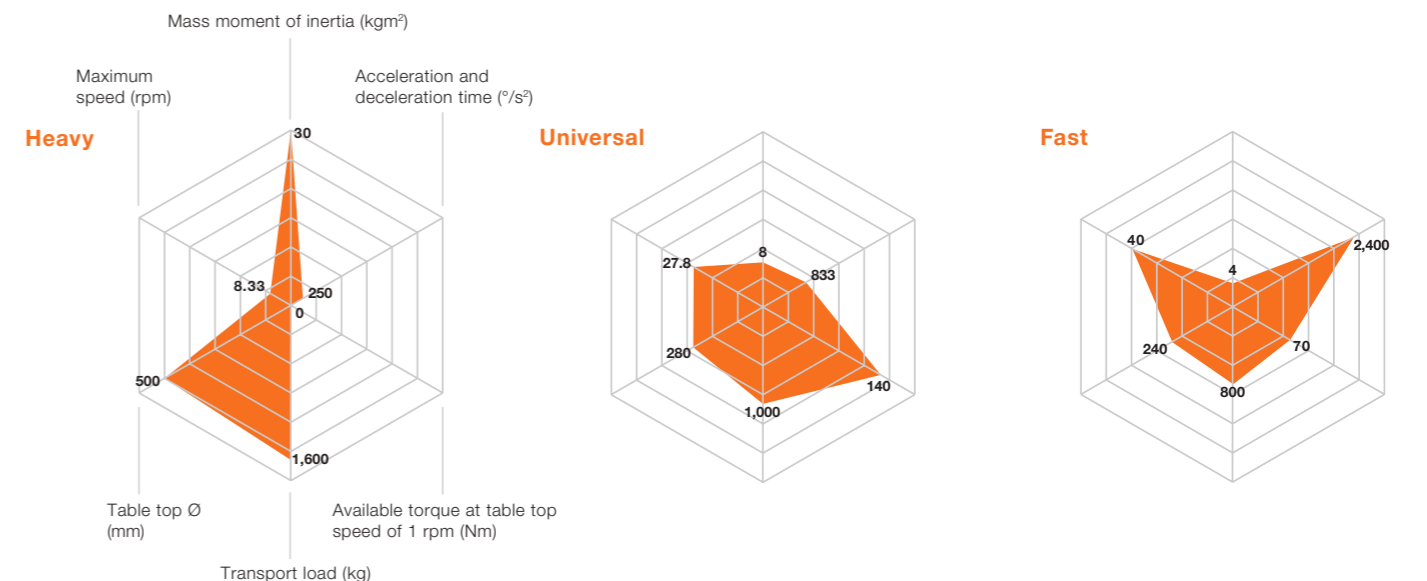 Mass moment of inertia (kgm²)
Maximum
speed (rpm)
Acceleration and
deceleration time (°/s²)
Heavy
30
8.33
250
0
500
1,600
Table top Ø
(mm)
Available torque at table top
speed of 1 rpm (Nm)
Transport load (kg)
Universal
8
27.8
833
280
140
1,000
Fast
40
2,400
4
240
70
800